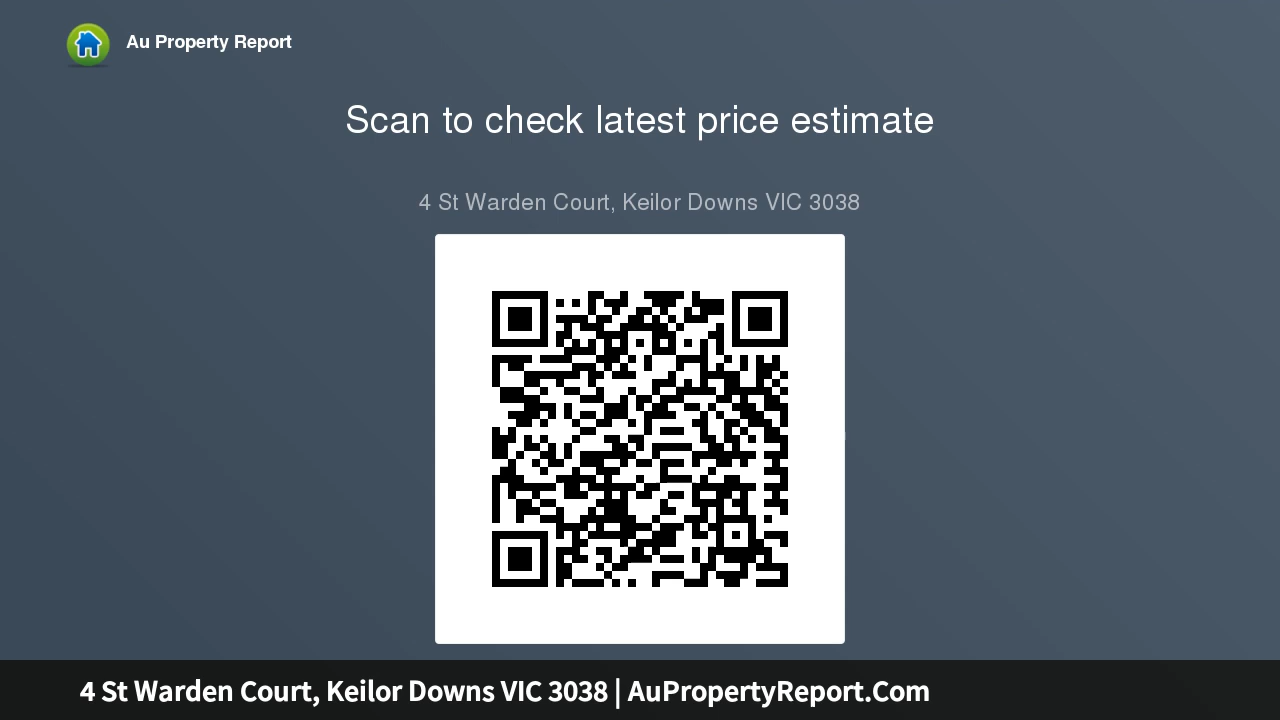 Au Property Report
Scan to check latest price estimate
4 St Warden Court, Keilor Downs VIC 3038
4 St Warden Court, Keilor Downs VIC 3038 | AuPropertyReport.Com